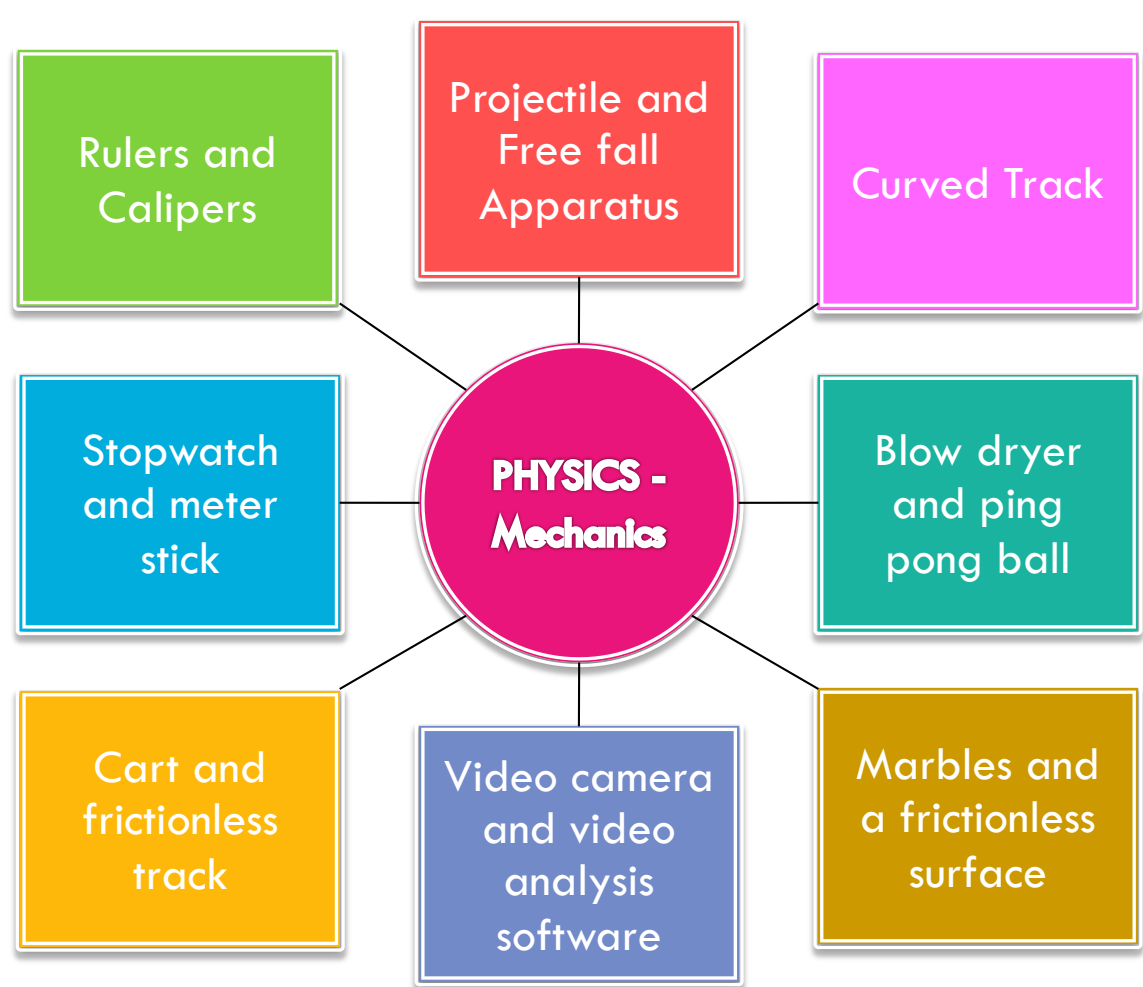 Rulers and
Calipers
Projectile and
Free fall
Apparatus
Curved Track
Stopwatch
and meter
stick
PHYSICS -
Mechanics
Blow dryer
and ping
pong ball
Cart and
frictionless
track
Video camera
and video
analysis
software
Marbles and
a frictionless
surface